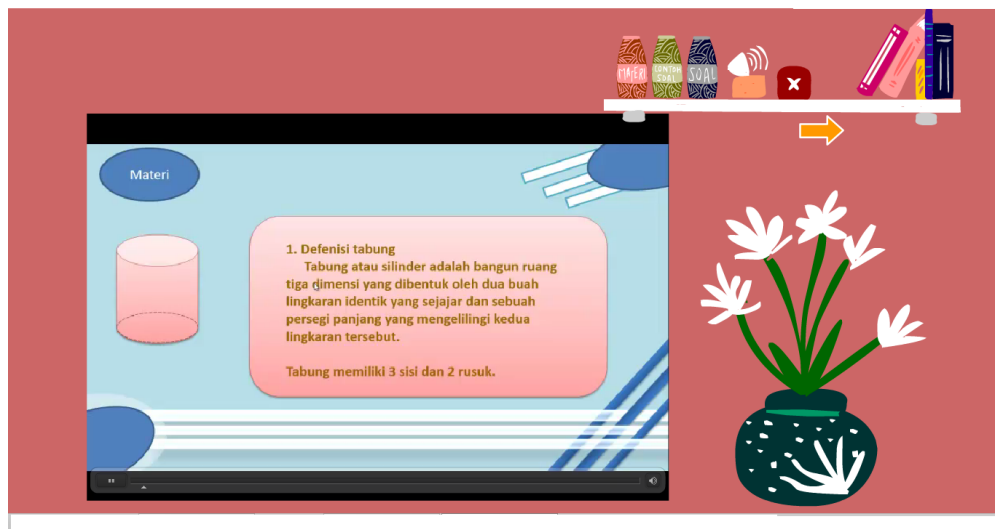 MATERI
CONTOH
SOAL
SOAL
X
Materi
1. Defenisi tabung
Tabung atau silinder adalah bangun ruang
tiga dimensi yang dibentuk oleh dua buah
lingkaran identik yang sejajar dan sebuah
persegi panjang yang mengelilingi kedua
lingkaran tersebut.
Tabung memiliki 3 sisi dan 2 rusuk.